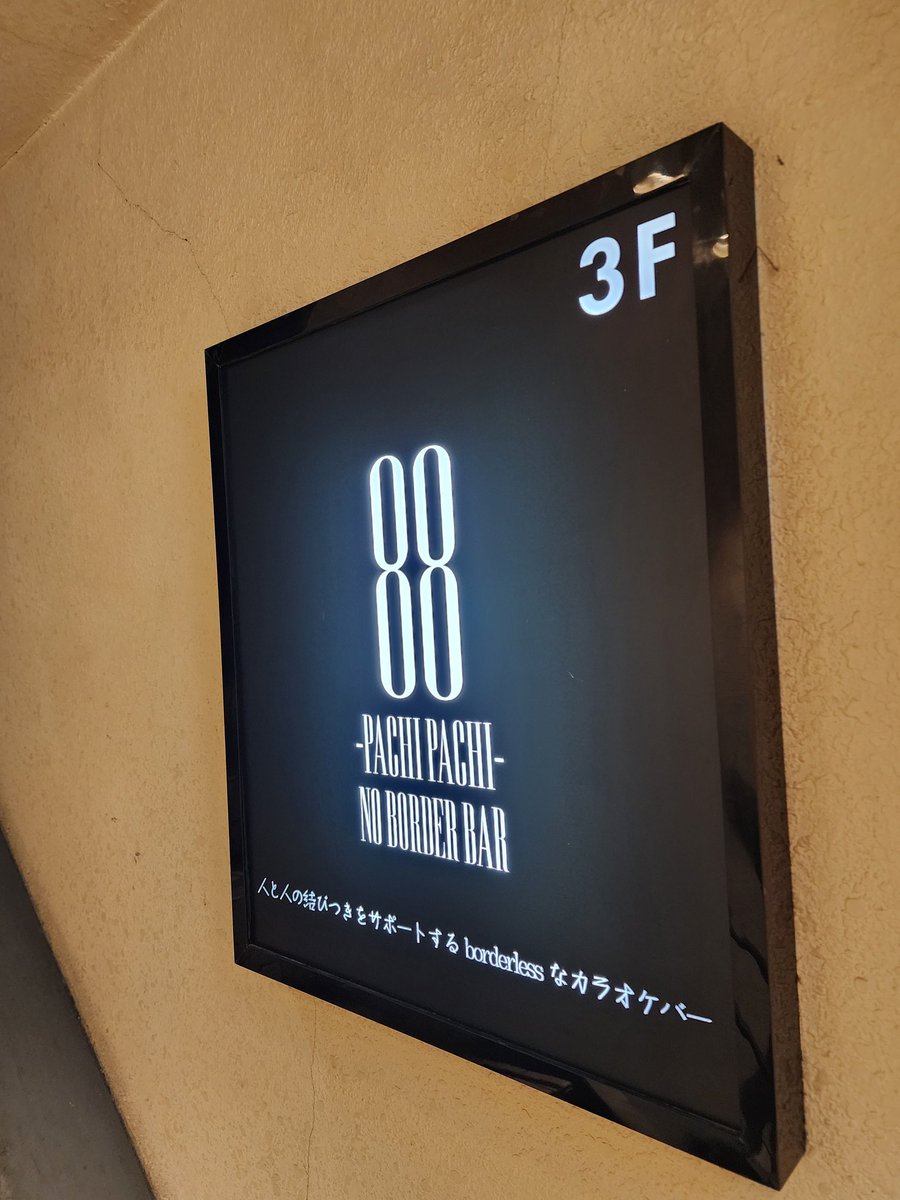 3F
88
-PACHI PACHI-
NO BORDER BAR
人と人の結びつきをサポートする borderless なカラオケバー